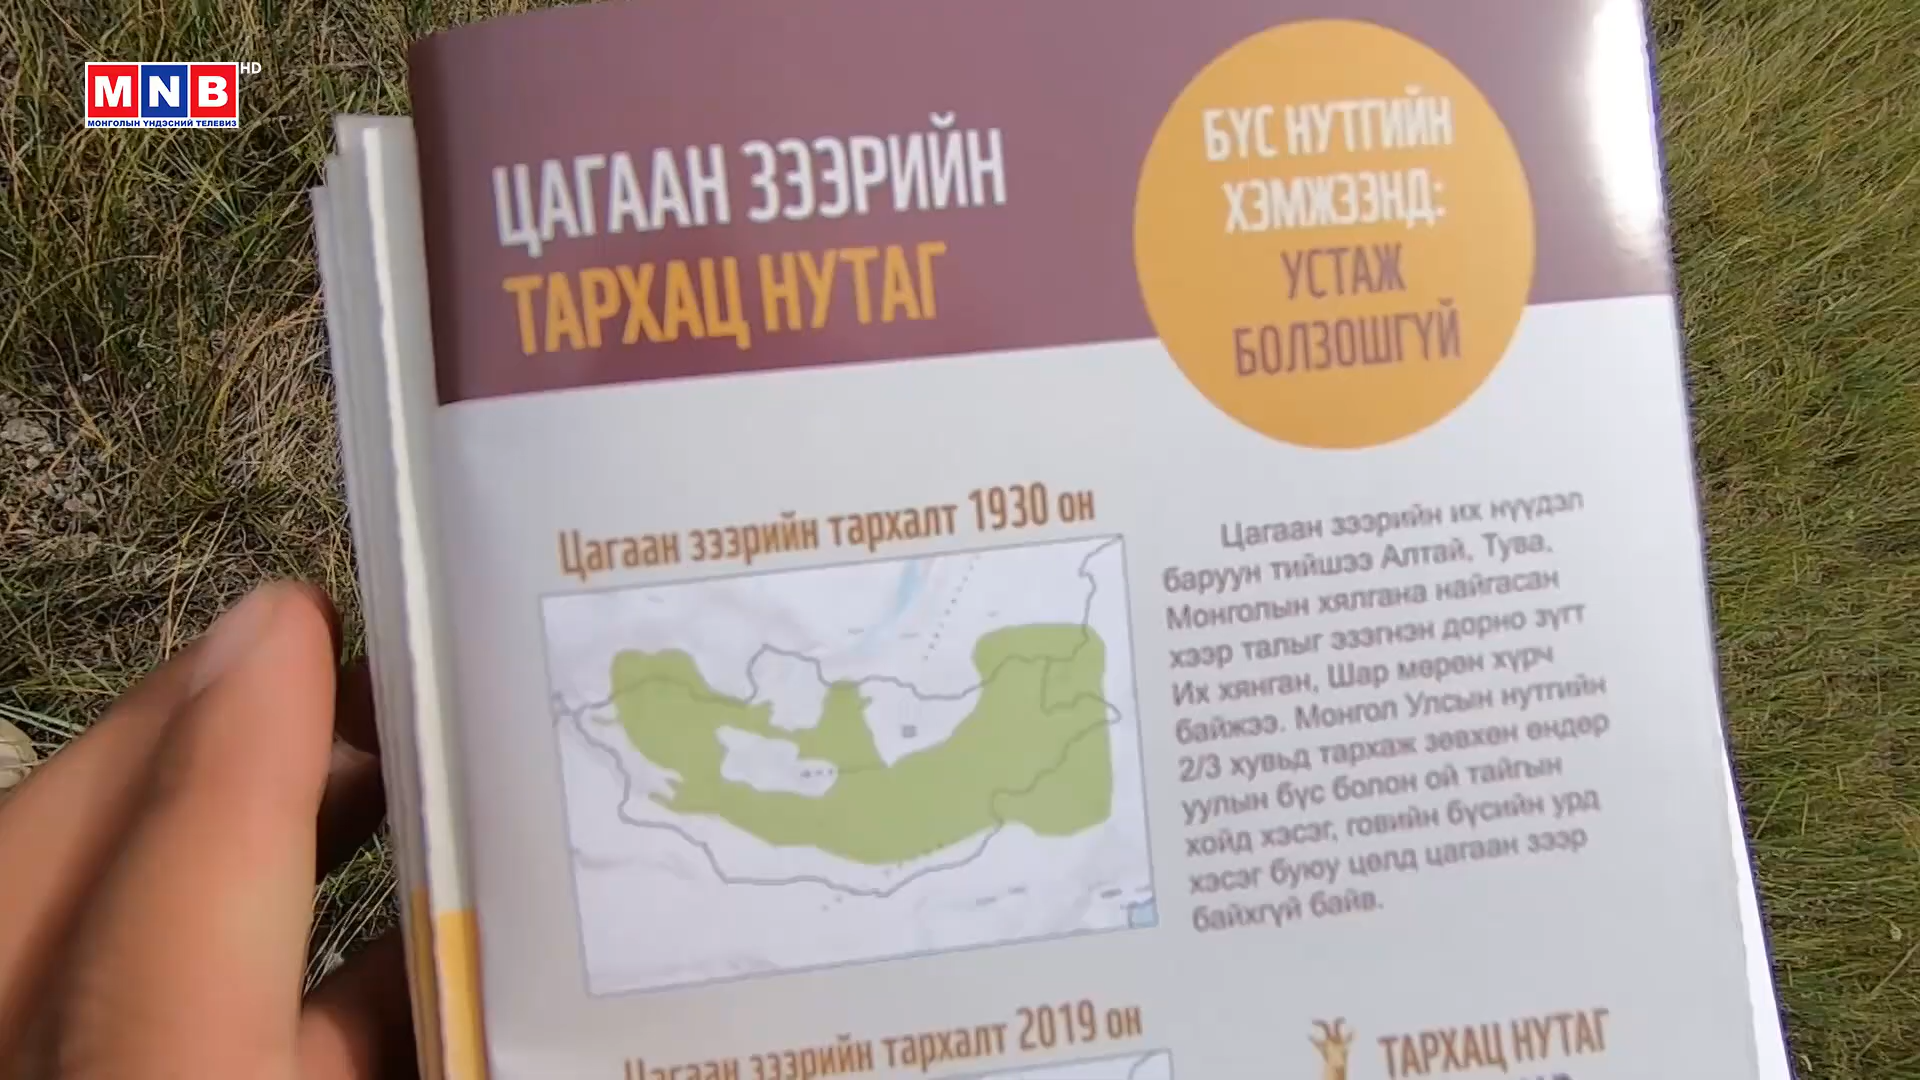 MNB HD
МОНГОЛЫН ҮНДЭСНИЙ ТЕЛЕВИЗ
ЦАГААН ЗЭЭРИЙН
ТАРХАЦ НУТАГ
БҮС НУТГИЙН
ХЭМЖЭЭНД:
УСТАЖ
БОЛЗОШГҮЙ
Цагаан зээрийн тархалт 1930 он
Цагаан зээрийн их нүүдэл
баруун тийшээ Алтай, Тува,
Монголын хялгана найгасан
хээр талыг эзэгнэн дорно зүгт
Их хянган, Шар мөрөн хүрч
байжээ. Монгол Улсын нутгийн
2/3 хувьд тархаж зөвхөн өндөр
уулын бүс болон ой тайгын
хойд хэсэг, говийн бүсийн урд
хэсэг буюу цөлд цагаан зээр
байхгүй байв.
Цагаан зээрийн тархалт 2019 он
ТАРХАЦ НУТАГ